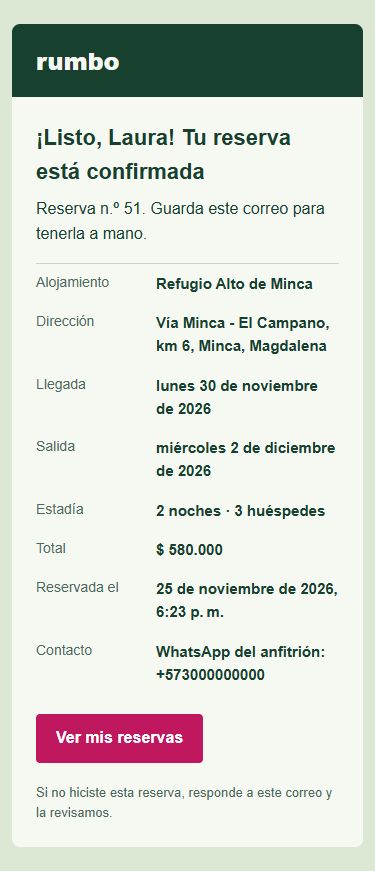 rumbo
¡Listo, Laura! Tu reserva
está confirmada
Reserva n.º 51. Guarda este correo para
tenerla a mano.
Alojamiento Refugio Alto de Minca
Dirección Vía Minca - El Campano,
km 6, Minca, Magdalena
Llegada lunes 30 de noviembre
de 2026
Salida miércoles 2 de diciembre
de 2026
Estadía 2 noches · 3 huéspedes
Total $ 580.000
Reservada el 25 de noviembre de 2026,
6:23 p. m.
Contacto WhatsApp del anfitrión:
+573000000000
Ver mis reservas
Si no hiciste esta reserva, responde a este correo y
la revisamos.